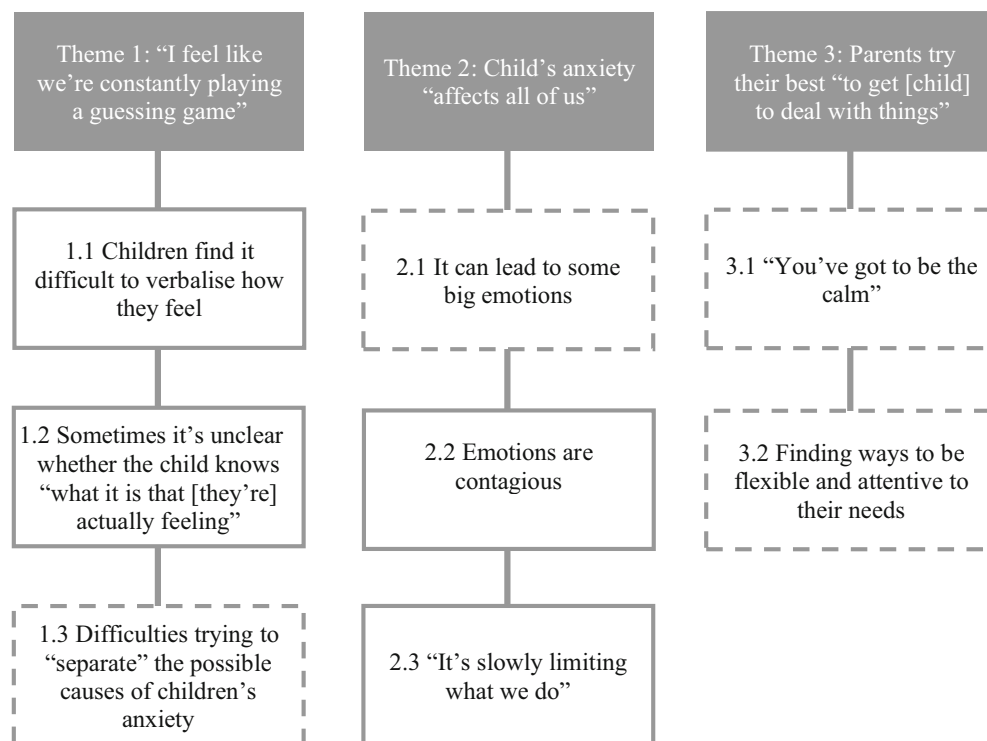 Theme 1: “I feel like
we’re constantly playing
a guessing game”
1.1 Children find it
difficult to verbalise how
they feel
1.2 Sometimes it’s unclear
whether the child knows
“what it is that [they’re]
actually feeling”
1.3 Difficulties trying to
“separate” the possible
causes of children’s
anxiety
Theme 2: Child’s anxiety
“affects all of us”
2.1 It can lead to some
big emotions
2.2 Emotions are
contagious
2.3 “It’s slowly limiting
what we do”
Theme 3: Parents try
their best “to get [child]
to deal with things”
3.1 “You’ve got to be the
calm”
3.2 Finding ways to be
flexible and attentive to
their needs